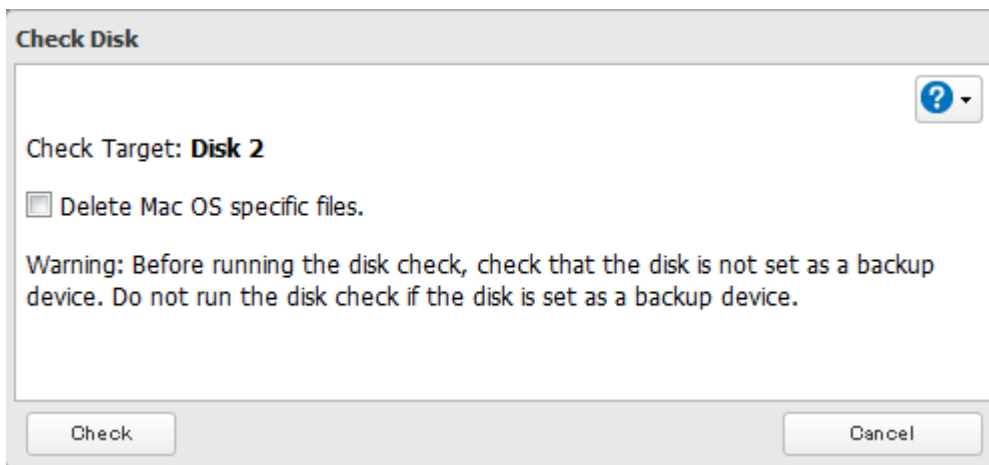 Check Disk
?
Check Target: Disk 2
Delete Mac OS specific files.
Warning: Before running the disk check, check that the disk is not set as a backup
device. Do not run the disk check if the disk is set as a backup device.
Check
Cancel